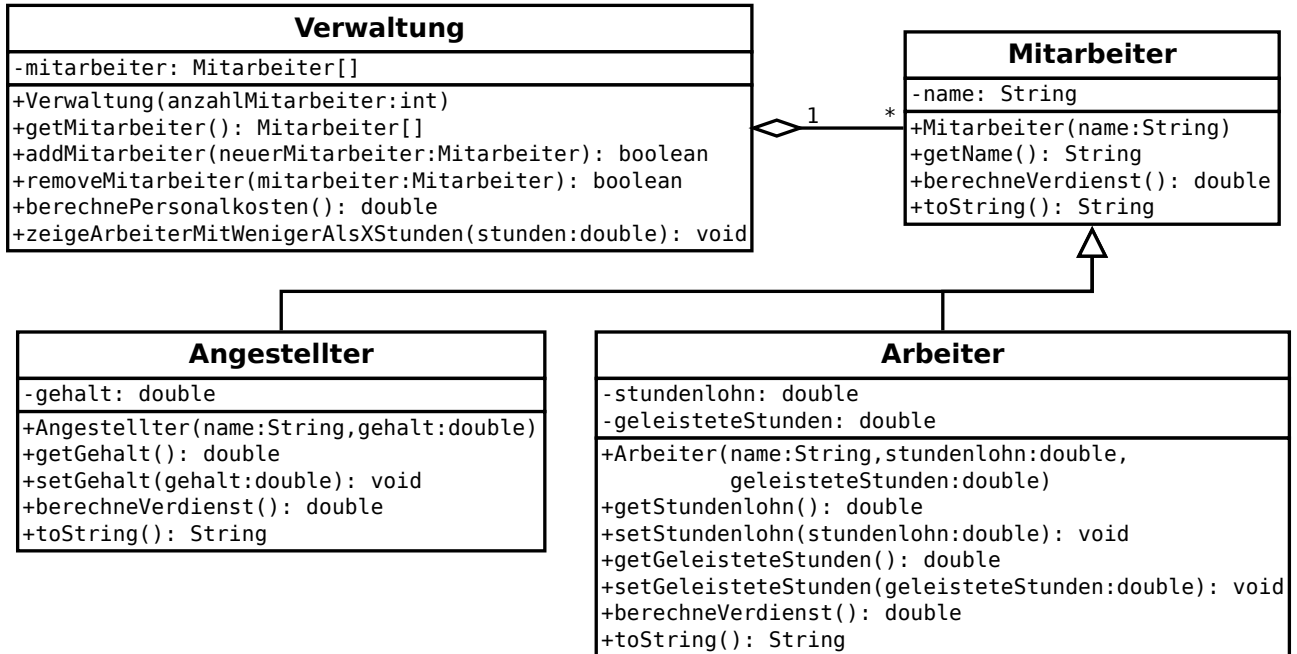 Verwaltung
-mitarbeiter: Mitarbeiter[]
+Verwaltung(anzahlMitarbeiter:int)
+getMitarbeiter(): Mitarbeiter[]
+addMitarbeiter(neuerMitarbeiter:Mitarbeiter): boolean
+removeMitarbeiter(mitarbeiter:Mitarbeiter): boolean
+berechnePersonalkosten(): double
+zeigeArbeiterMitWenigerAlsXStunden(stunden:double): void
1
*
Mitarbeiter
-name: String
+Mitarbeiter(name:String)
+getName(): String
+berechneVerdienst(): double
+toString(): String
Angestellter
-gehalt: double
+Angestellter(name:String,gehalt:double)
+getGehalt(): double
+setGehalt(gehalt:double): void
+berechneVerdienst(): double
+toString(): String
Arbeiter
-stundenlohn: double
-geleisteteStunden: double
+Arbeiter(name:String,stundenlohn:double,
geleisteteStunden:double)
+getStundenlohn(): double
+setStundenlohn(stundenlohn:double): void
+getGeleisteteStunden(): double
+setGeleisteteStunden(geleisteteStunden:double): void
+berechneVerdienst(): double
+toString(): String